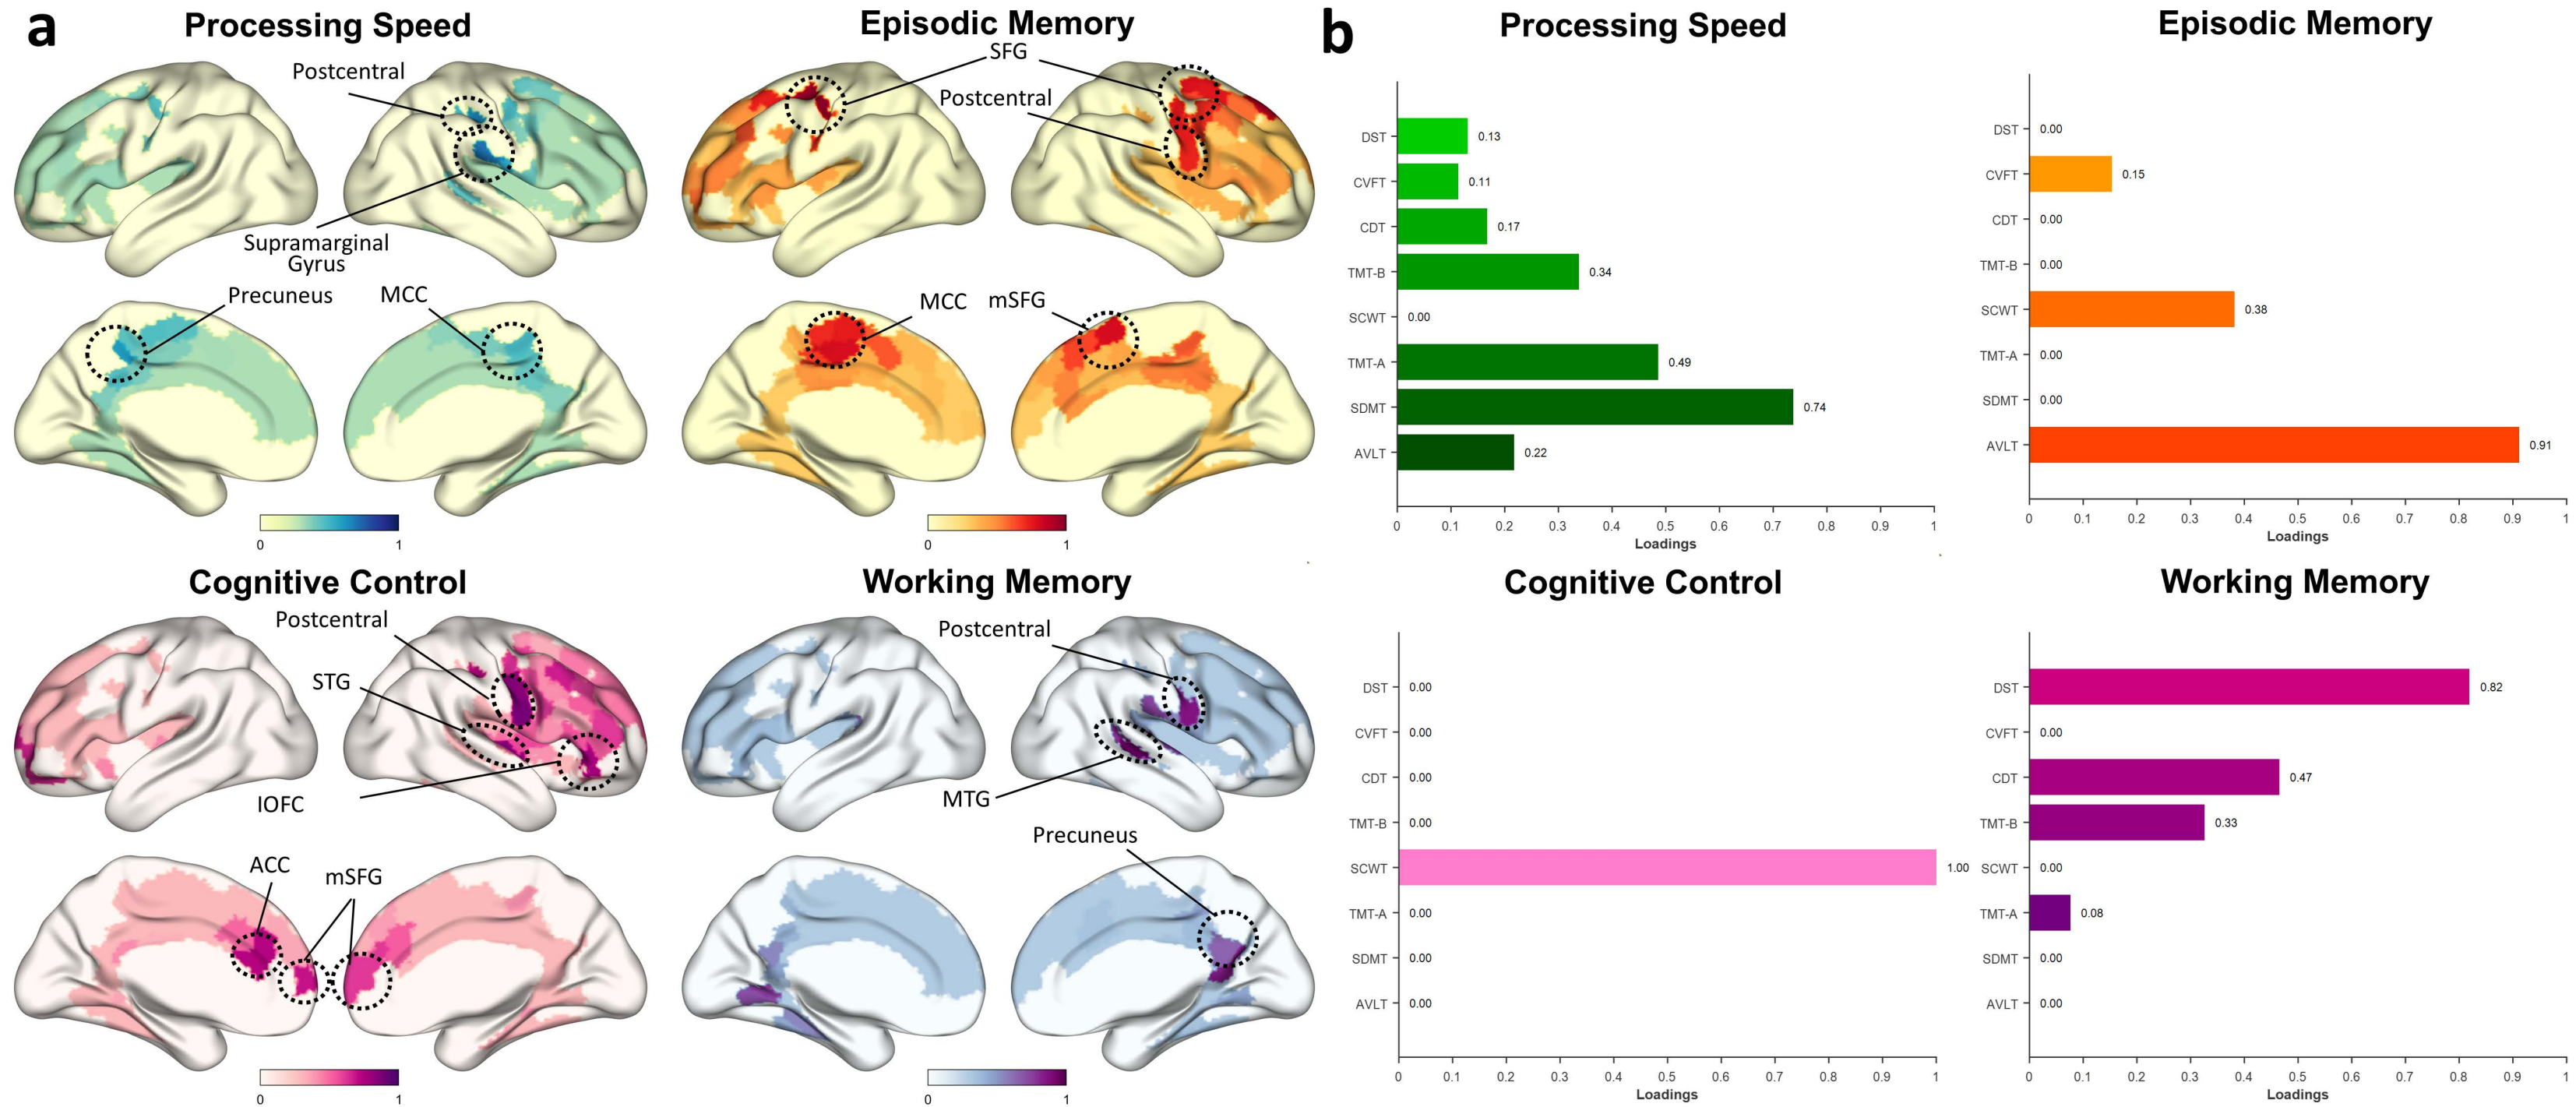 a
Processing Speed
Postcentral
Supramarginal
Gyrus
Precuneus
MCC
0
1
Episodic Memory
SFG
Postcentral
MCC
mSFG
0
1
Cognitive Control
Postcentral
STG
IOFC
ACC
mSFG
0
1
Working Memory
Postcentral
MTG
Precuneus
0
1
b
Processing Speed
DST 0.13
CVFT 0.11
CDT 0.17
TMT-B 0.34
SCWT 0.00
TMT-A 0.49
SDMT 0.74
AVLT 0.22
0 0.1 0.2 0.3 0.4 0.5 0.6 0.7 0.8 0.9 1
Loadings
Episodic Memory
DST 0.00
CVFT 0.15
CDT 0.00
TMT-B 0.00
SCWT 0.38
TMT-A 0.00
SDMT 0.00
AVLT 0.91
0 0.1 0.2 0.3 0.4 0.5 0.6 0.7 0.8 0.9 1
Loadings
Cognitive Control
DST 0.00
CVFT 0.00
CDT 0.00
TMT-B 0.00
SCWT 1.00
TMT-A 0.00
SDMT 0.00
AVLT 0.00
0 0.1 0.2 0.3 0.4 0.5 0.6 0.7 0.8 0.9 1
Loadings
Working Memory
DST 0.82
CVFT 0.00
CDT 0.47
TMT-B 0.33
SCWT 0.00
TMT-A 0.08
SDMT 0.00
AVLT 0.00
0 0.1 0.2 0.3 0.4 0.5 0.6 0.7 0.8 0.9 1
Loadings